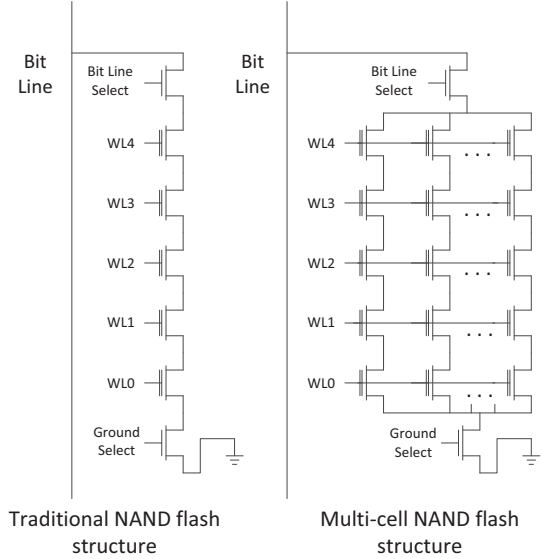 Bit
Line
Bit Line
Select
WL4
WL3
WL2
WL1
WL0
Ground
Select
Traditional NAND flash
structure
Bit
Line
Bit Line
Select
WL4
. . .
WL3
. . .
WL2
. . .
WL1
. . .
WL0
. . .
Ground
Select
Multi-cell NAND flash
structure